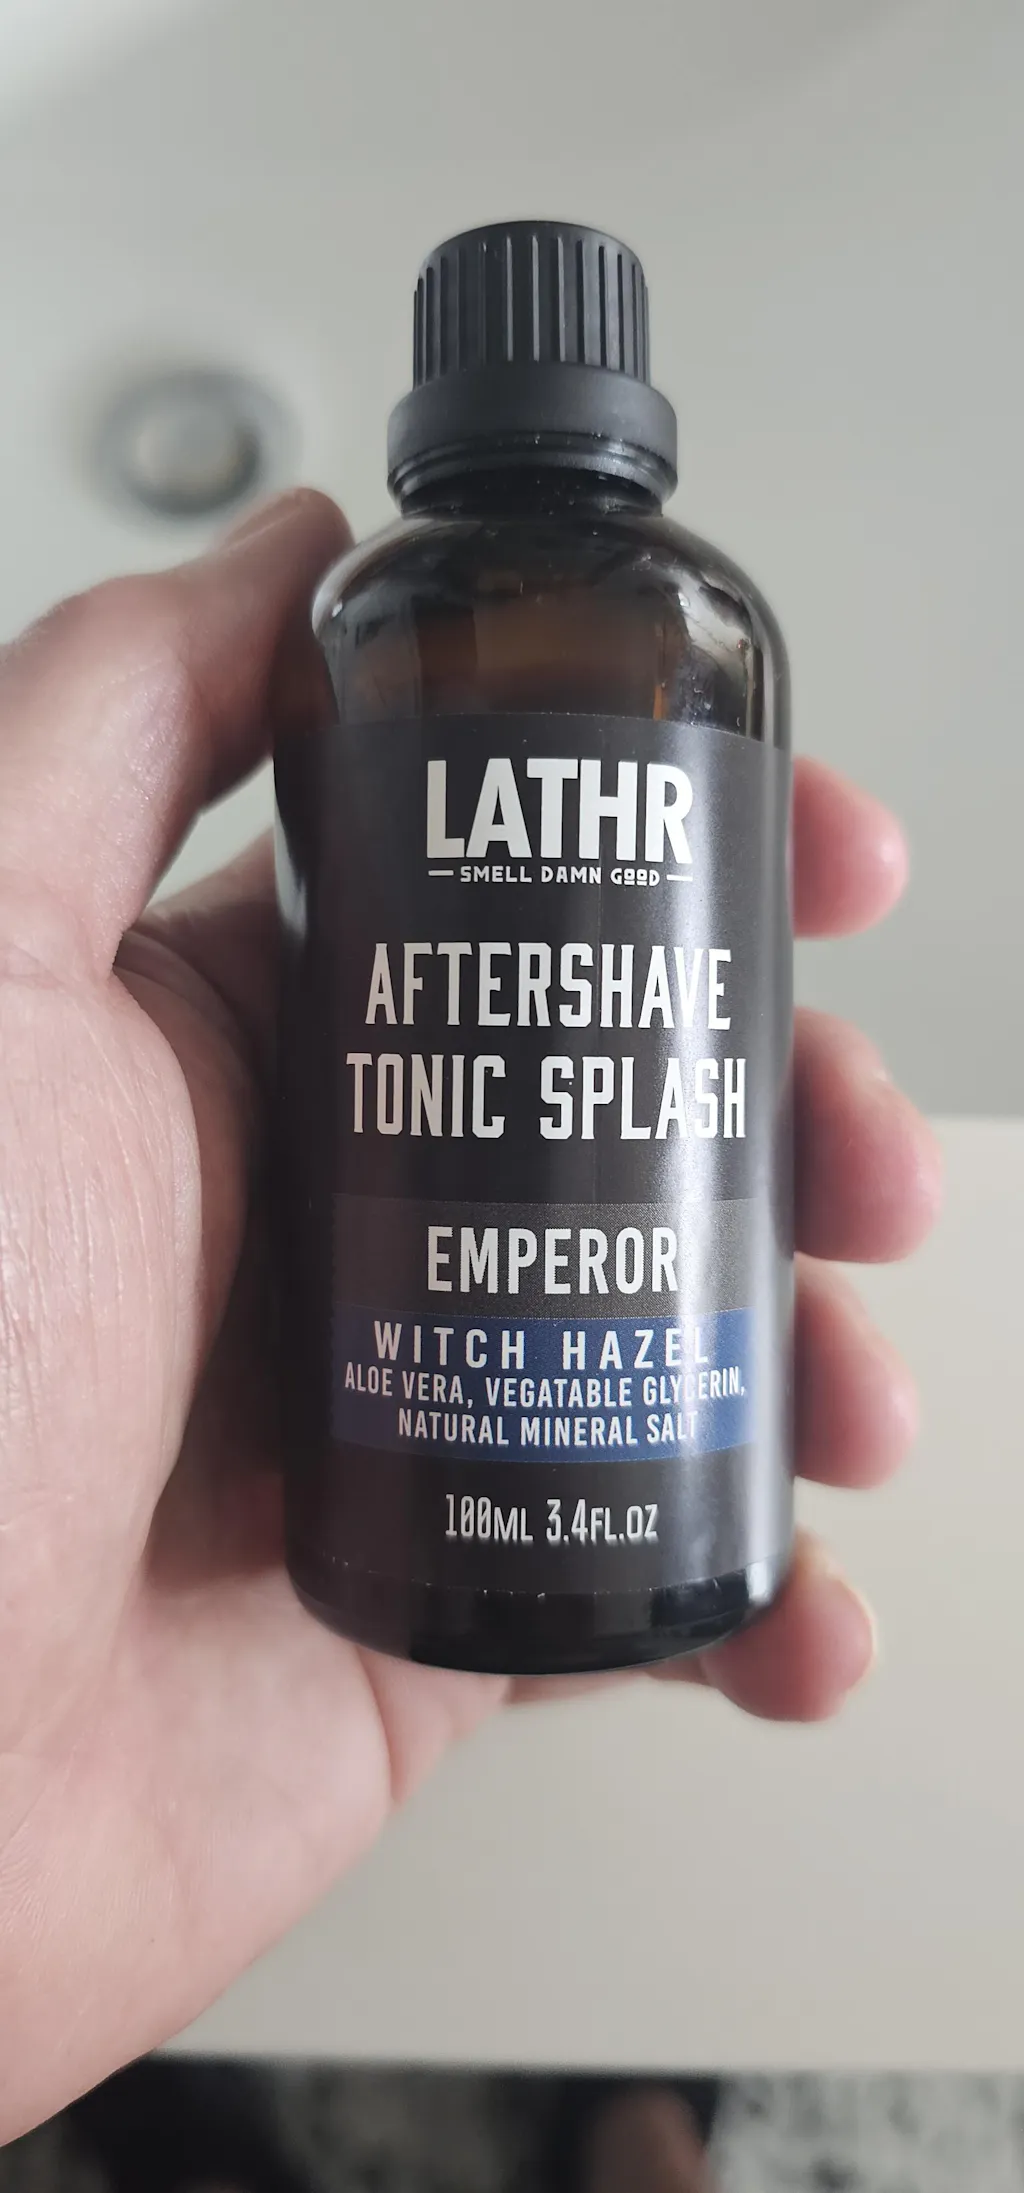 LATHR
SMELL DAMN GOOD
AFTERSHAVE
TONIC SPLASH
EMPEROR
WITCH HAZEL
ALOE VERA, VEGATABLE GLYCERIN,
NATURAL MINERAL SALT
100ML 3.4FL.OZ